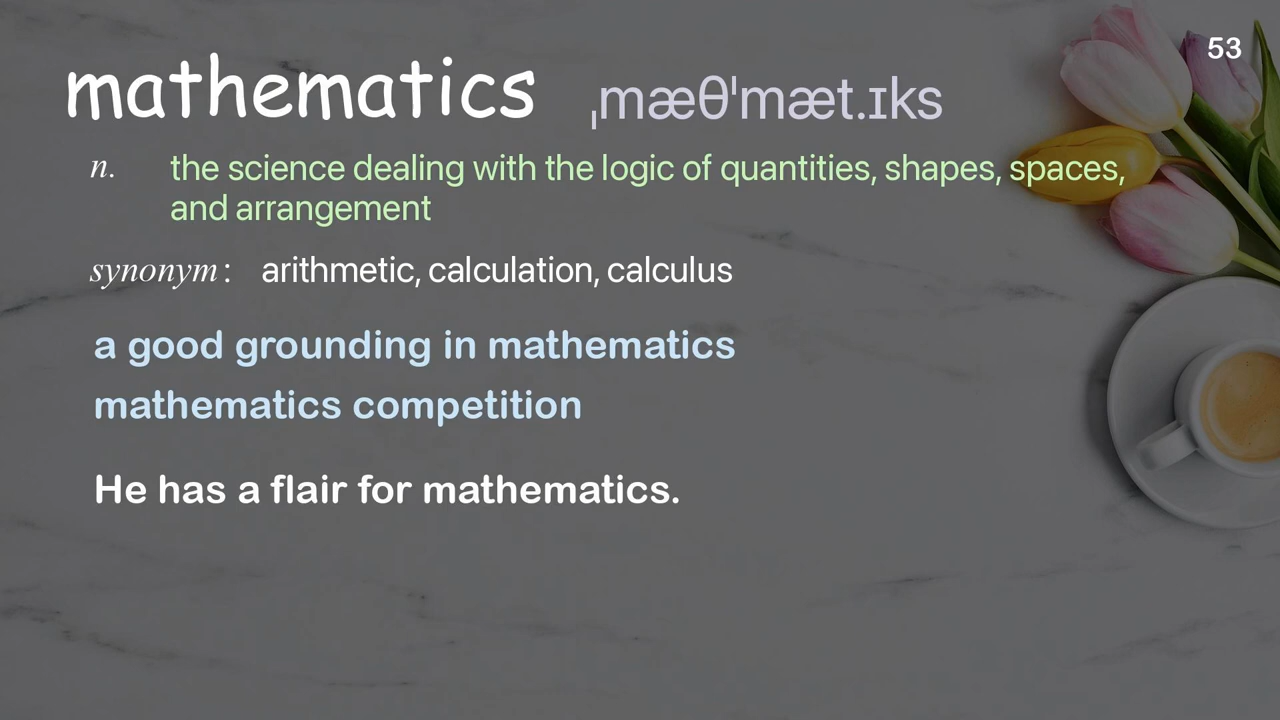 53
mathematics ˌmæθˈmæt.ɪks
n. the science dealing with the logic of quantities, shapes, spaces,
and arrangement
synonym: arithmetic, calculation, calculus
a good grounding in mathematics
mathematics competition
He has a flair for mathematics.